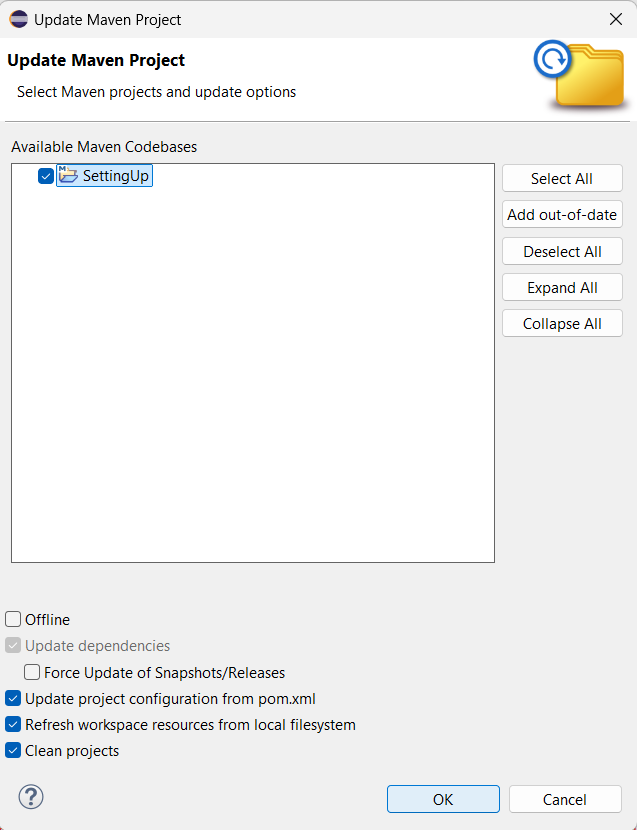 Update Maven Project
Update Maven Project
Select Maven projects and update options
Available Maven Codebases
SettingUp
Select All
Add out-of-date
Deselect All
Expand All
Collapse All
Offline
Update dependencies
Force Update of Snapshots/Releases
Update project configuration from pom.xml
Refresh workspace resources from local filesystem
Clean projects
?
OK Cancel